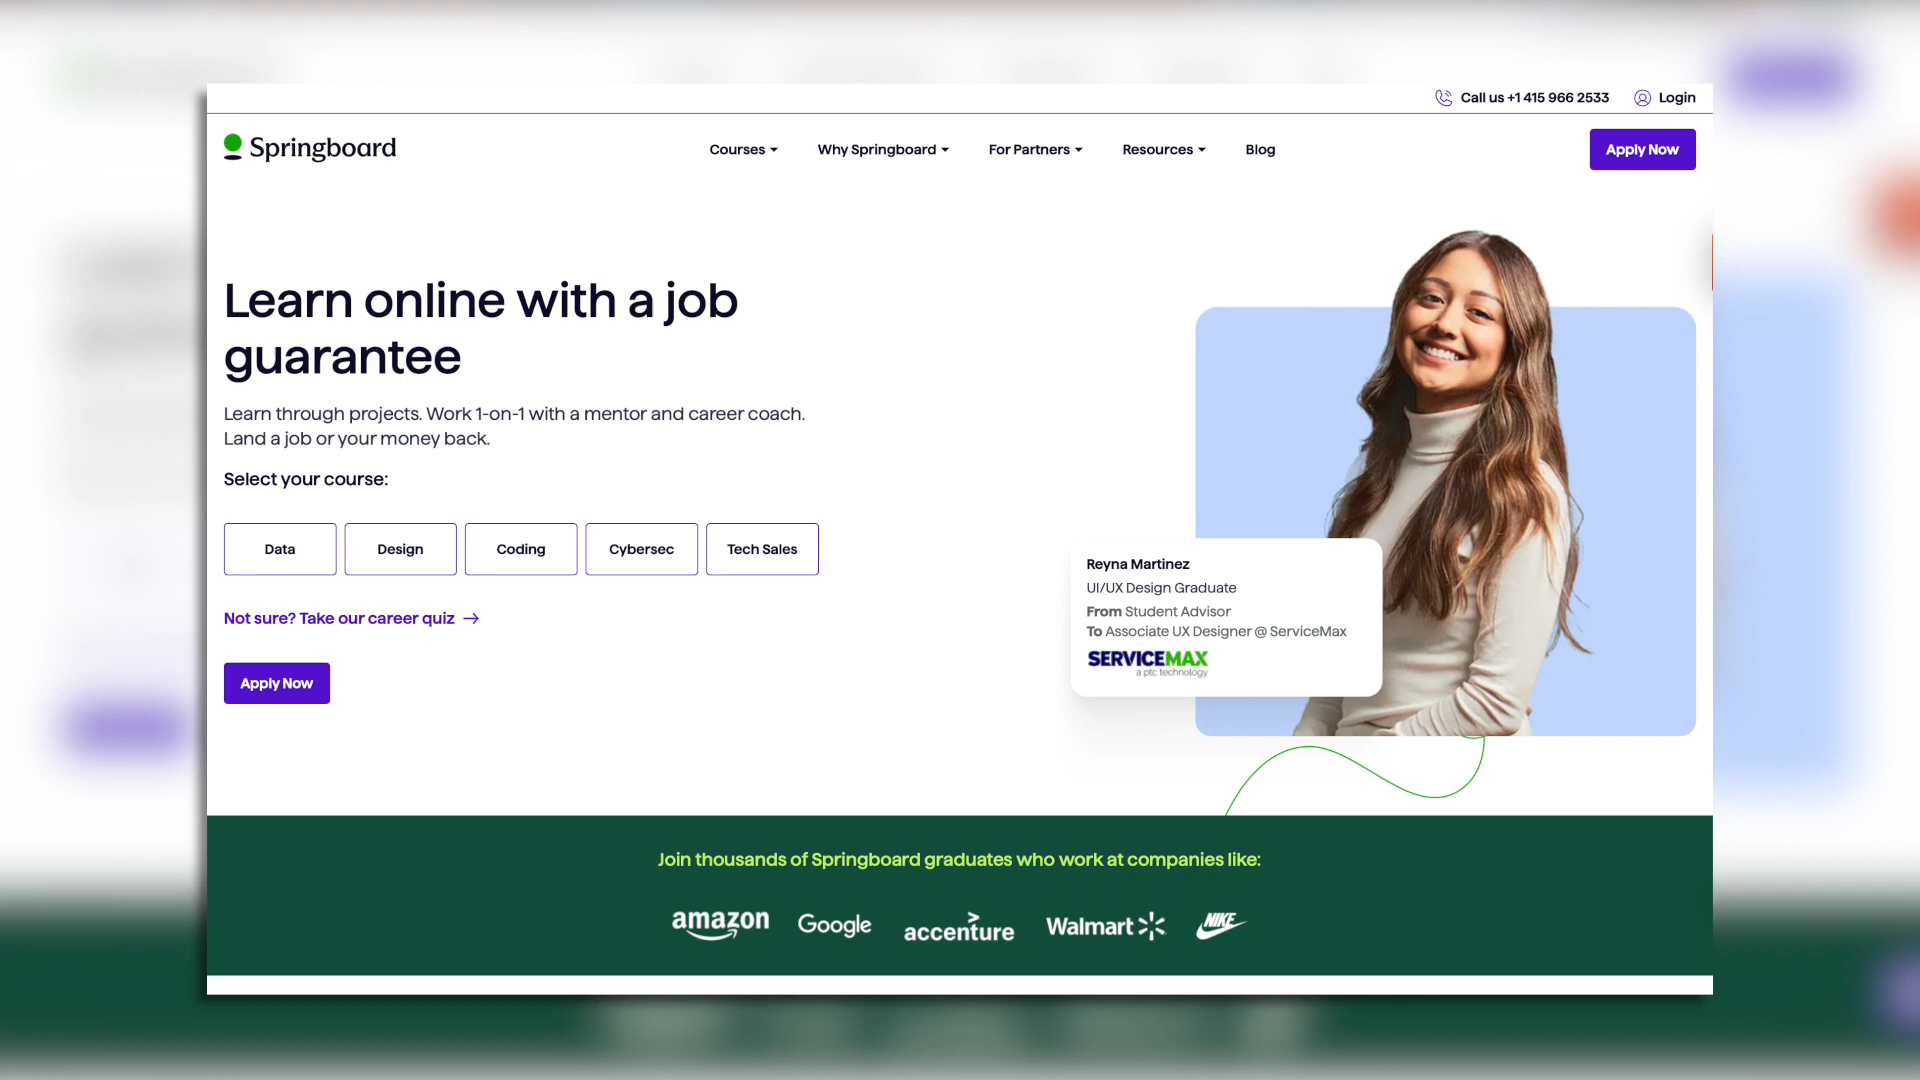 Call us +1 415 966 2533 Login
Springboard
Courses Why Springboard For Partners Resources Blog
Apply Now
Learn online with a job
guarantee
Learn through projects. Work 1-on-1 with a mentor and career coach.
Land a job or your money back.
Select your course:
Data Design Coding Cybersec Tech Sales
Not sure? Take our career quiz →
Apply Now
Reyna Martinez
UI/UX Design Graduate
From Student Advisor
To Associate UX Designer @ ServiceMax
SERVICEMAX
a ptc technology
Join thousands of Springboard graduates who work at companies like:
amazon Google accenture Walmart NIKE